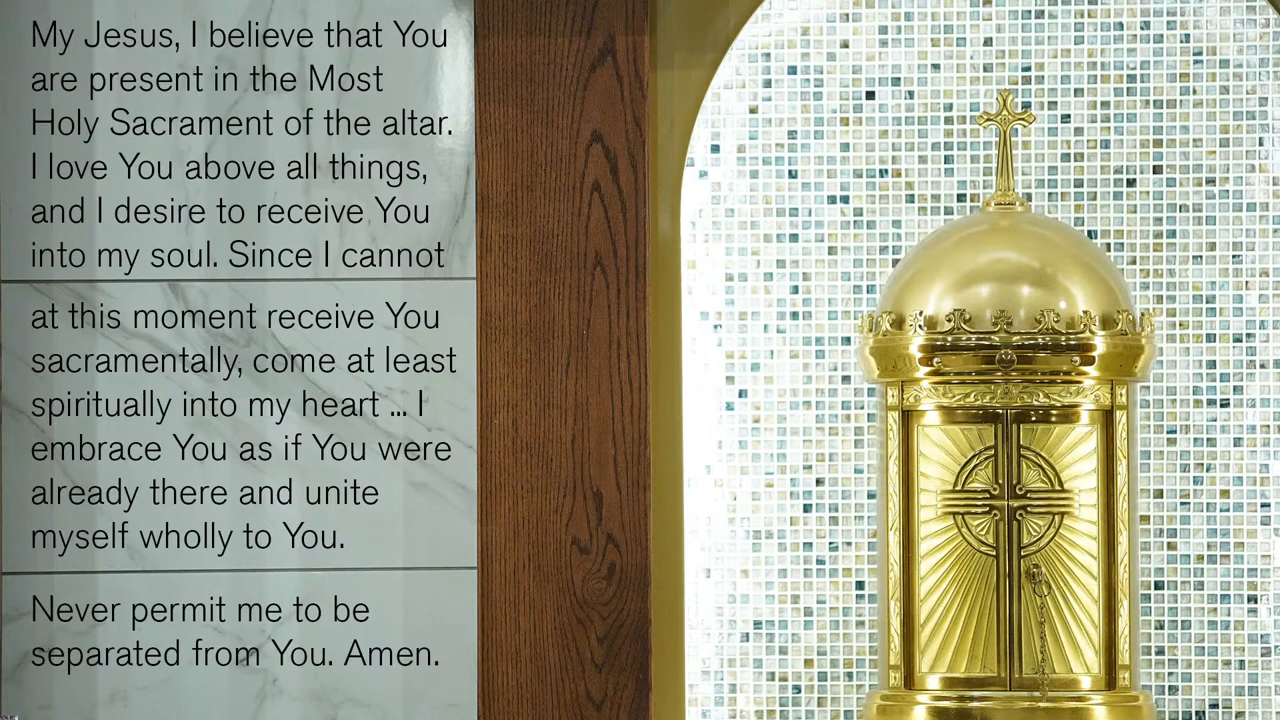 My Jesus, I believe that You
are present in the Most
Holy Sacrament of the altar.
I love You above all things,
and I desire to receive You
into my soul. Since I cannot
at this moment receive You
sacramentally, come at least
spiritually into my heart ... I
embrace You as if You were
already there and unite
myself wholly to You.
Never permit me to be
separated from You. Amen.